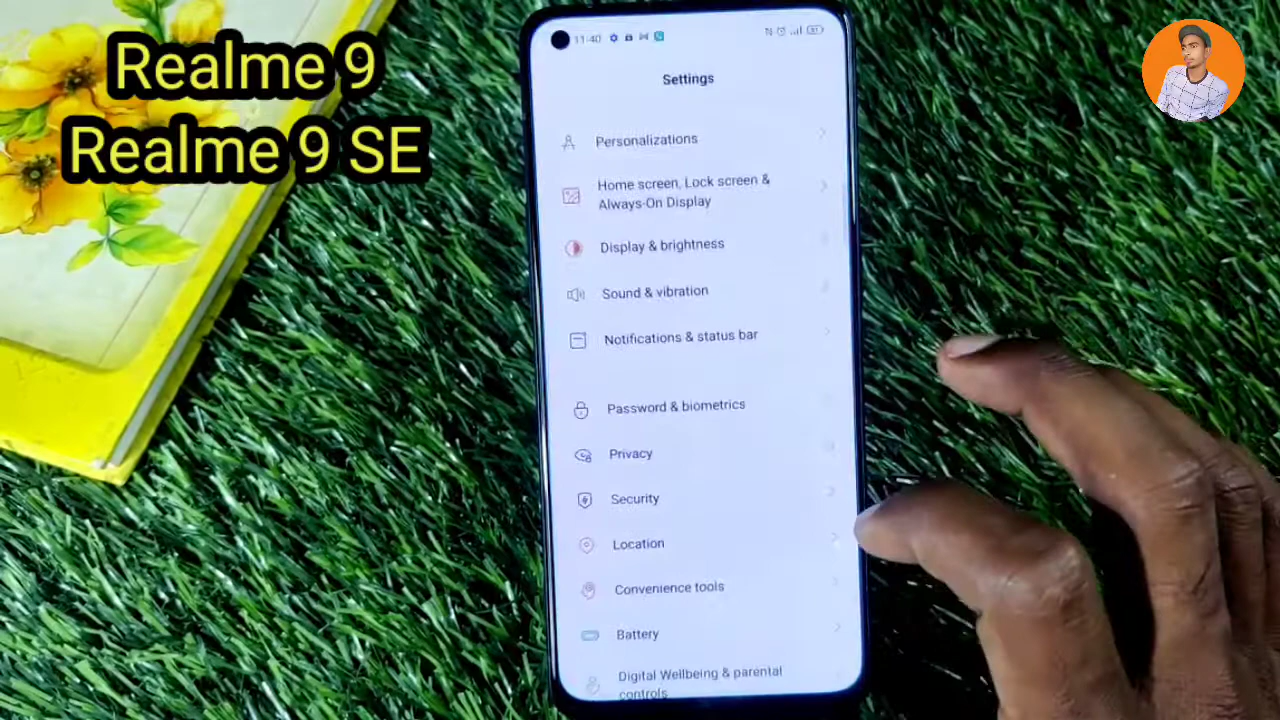 Realme 9
Realme 9 SE
11:40
Settings
Personalizations
Home screen, Lock screen &
Always-On Display
Display & brightness
Sound & vibration
Notifications & status bar
Password & biometrics
Privacy
Security
Location
Convenience tools
Battery
Digital Wellbeing & parental
controls